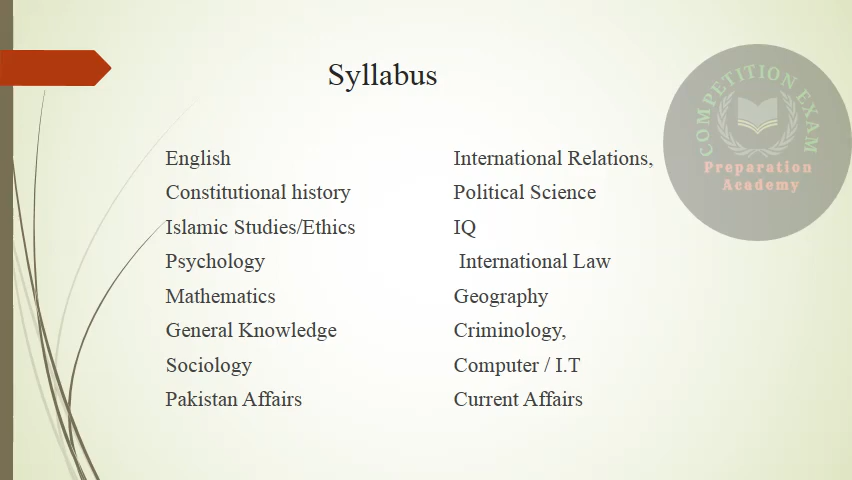 Syllabus
English
Constitutional history
Islamic Studies/Ethics
Psychology
Mathematics
General Knowledge
Sociology
Pakistan Affairs
International Relations,
Political Science
IQ
International Law
Geography
Criminology,
Computer / I.T
Current Affairs
COMPETITION EXAM
Preparation
Academy